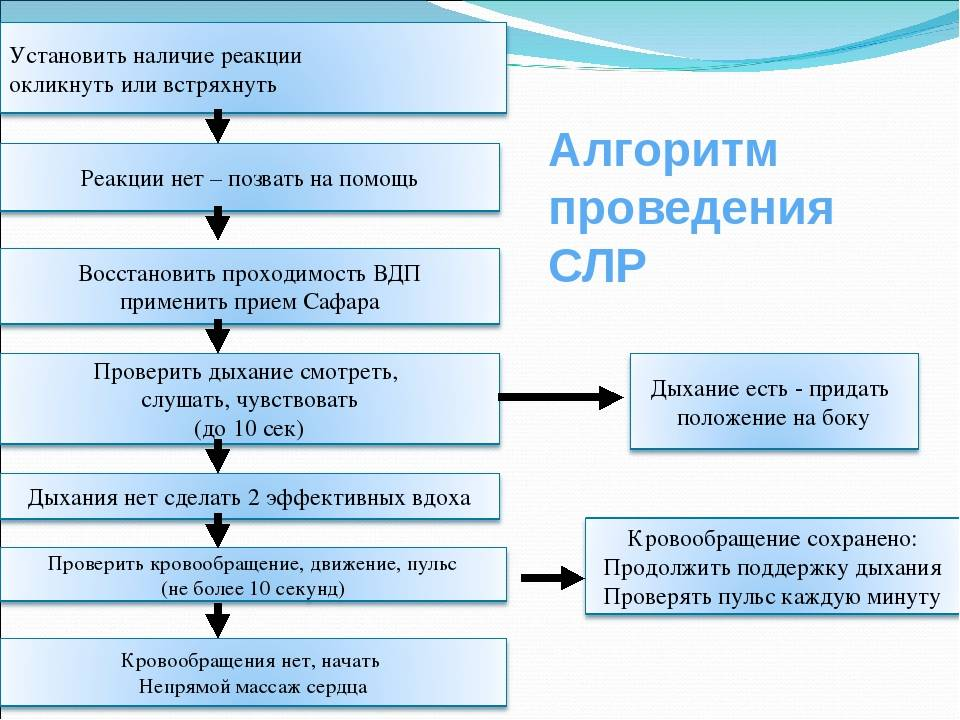 Установить наличие реакции
окликнуть или встряхнуть
Реакции нет – позвать на помощь
Алгоритм
проведения
СЛР
Восстановить проходимость ВДП
применить прием Сафара
Проверить дыхание смотреть,
слушать, чувствовать
(до 10 сек)
Дыхание есть - придать
положение на боку
Дыхания нет сделать 2 эффективных вдоха
Проверить кровообращение, движение, пульс
(не более 10 секунд)
Кровообращение сохранено:
Продолжить поддержку дыхания
Проверять пульс каждую минуту
Кровообращения нет, начать
Непрямой массаж сердца